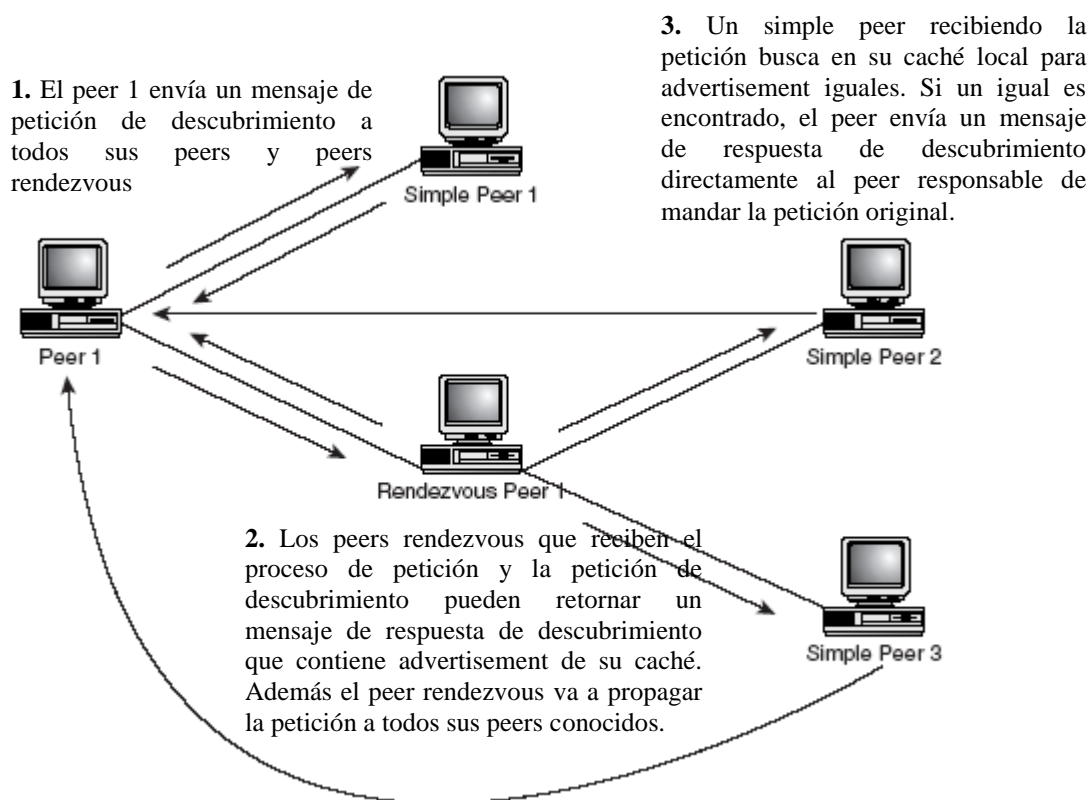 1. El peer 1 envía un mensaje de
petición de descubrimiento a
todos sus peers y peers
rendezvous
3. Un simple peer recibiendo la
petición busca en su caché local para
advertisement iguales. Si un igual es
encontrado, el peer envía un mensaje
de respuesta de descubrimiento
directamente al peer responsable de
mandar la petición original.
Simple Peer 1
Peer 1
Simple Peer 2
Rendezvous Peer 1
2. Los peers rendezvous que reciben el
proceso de petición y la petición de
descubrimiento pueden retornar un
mensaje de respuesta de descubrimiento
que contiene advertisement de su caché.
Además el peer rendezvous va a propagar
la petición a todos sus peers conocidos.
Simple Peer 3